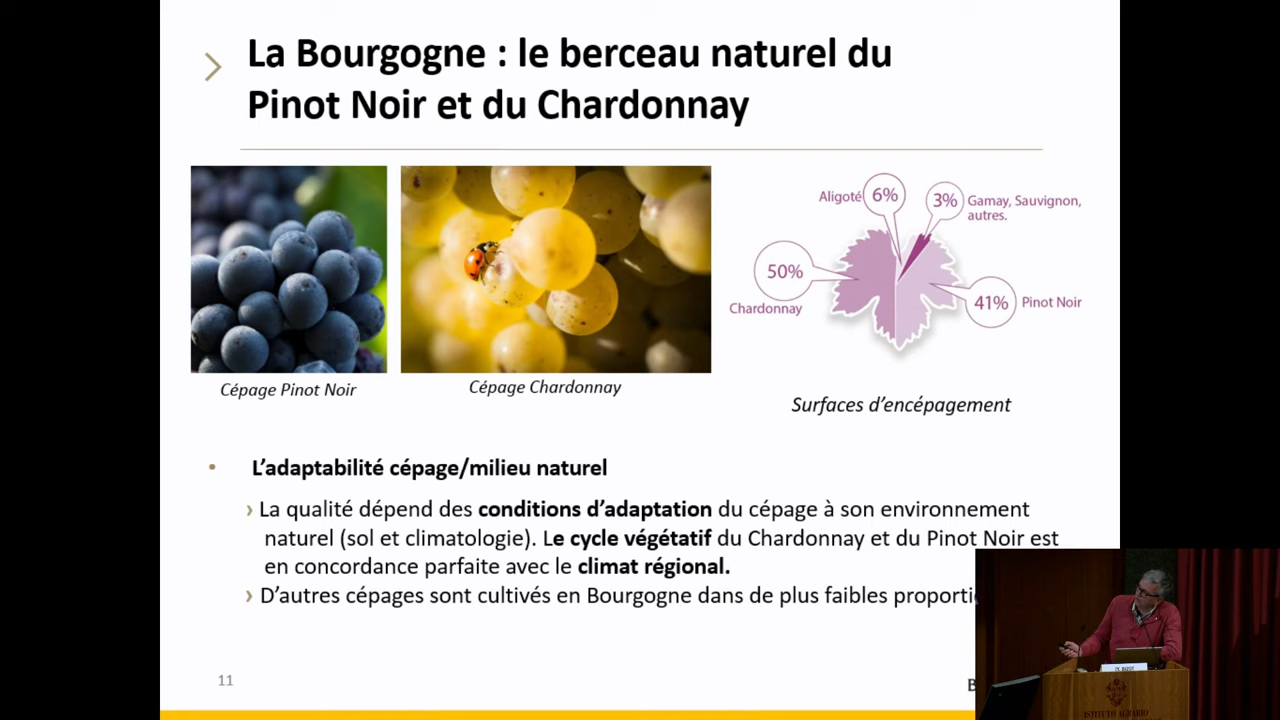 La Bourgogne : le berceau naturel du
Pinot Noir et du Chardonnay
Aligoté 6%
3% Gamay, Sauvignon,
autres.
50%
Chardonnay
41% Pinot Noir
Cépage Pinot Noir
Cépage Chardonnay
Surfaces d’encépagement
• L’adaptabilité cépage/milieu naturel
› La qualité dépend des conditions d’adaptation du cépage à son environnement
naturel (sol et climatologie). Le cycle végétatif du Chardonnay et du Pinot Noir est
en concordance parfaite avec le climat régional.
› D’autres cépages sont cultivés en Bourgogne dans de plus faibles
11
ISTITUTO AGRARIO